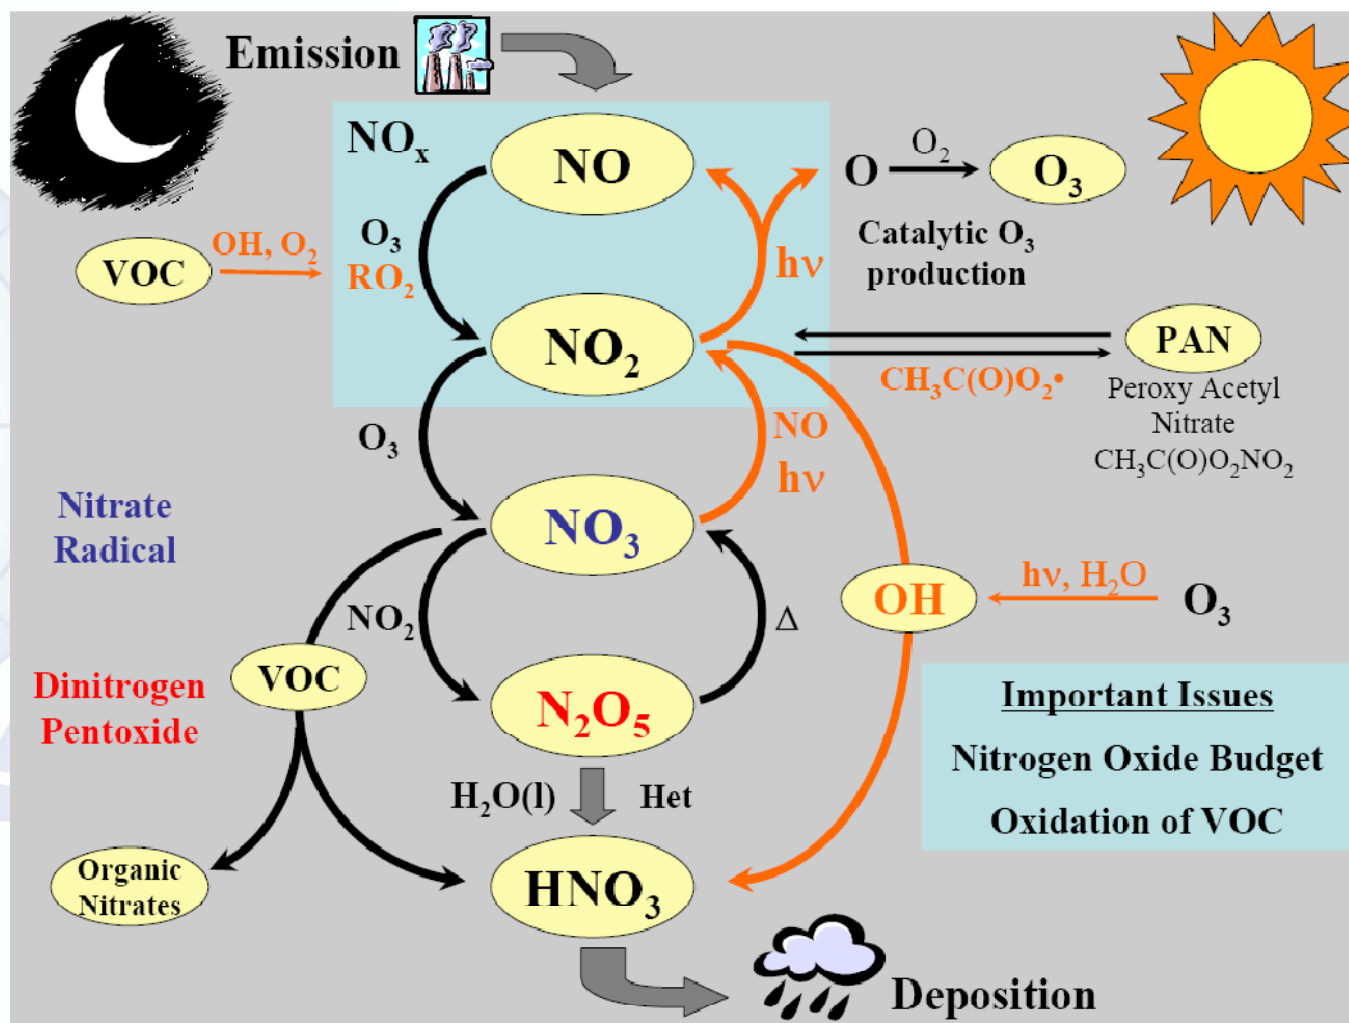 Emission
NOₓ
NO
O
O₂
O₃
O₃
RO₂
VOC
OH, O₂
hν
Catalytic O₃
production
NO₂
PAN
CH₃C(O)O₂•
Peroxy Acetyl
Nitrate
CH₃C(O)O₂NO₂
O₃
NO
hν
Nitrate
Radical
NO₃
OH
hν, H₂O
O₃
NO₂
Δ
VOC
Dinitrogen
Pentoxide
N₂O₅
Important Issues
Nitrogen Oxide Budget
Oxidation of VOC
H₂O(l)
Het
Organic
Nitrates
HNO₃
Deposition